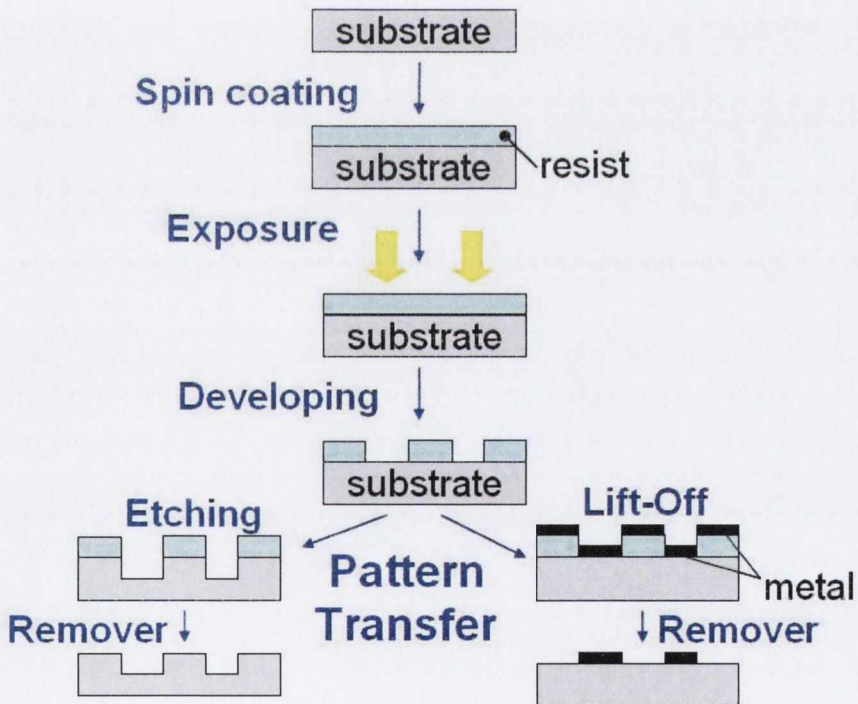 substrate
Spin coating
substrate
resist
Exposure
substrate
Developing
substrate
Etching
Lift-Off
Pattern
Transfer
metal
Remover
Remover